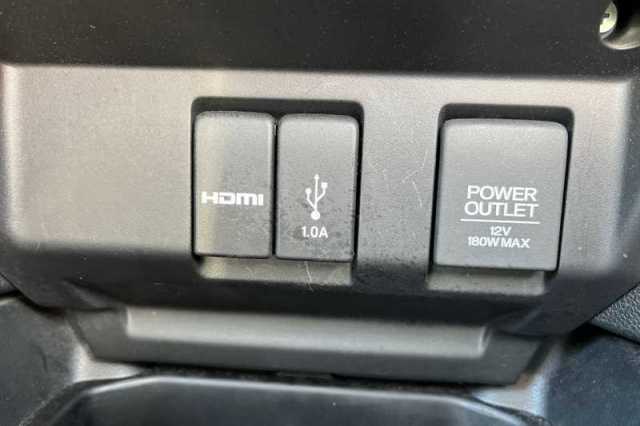 HDMI
1.0A
POWER
OUTLET
12V
180W MAX